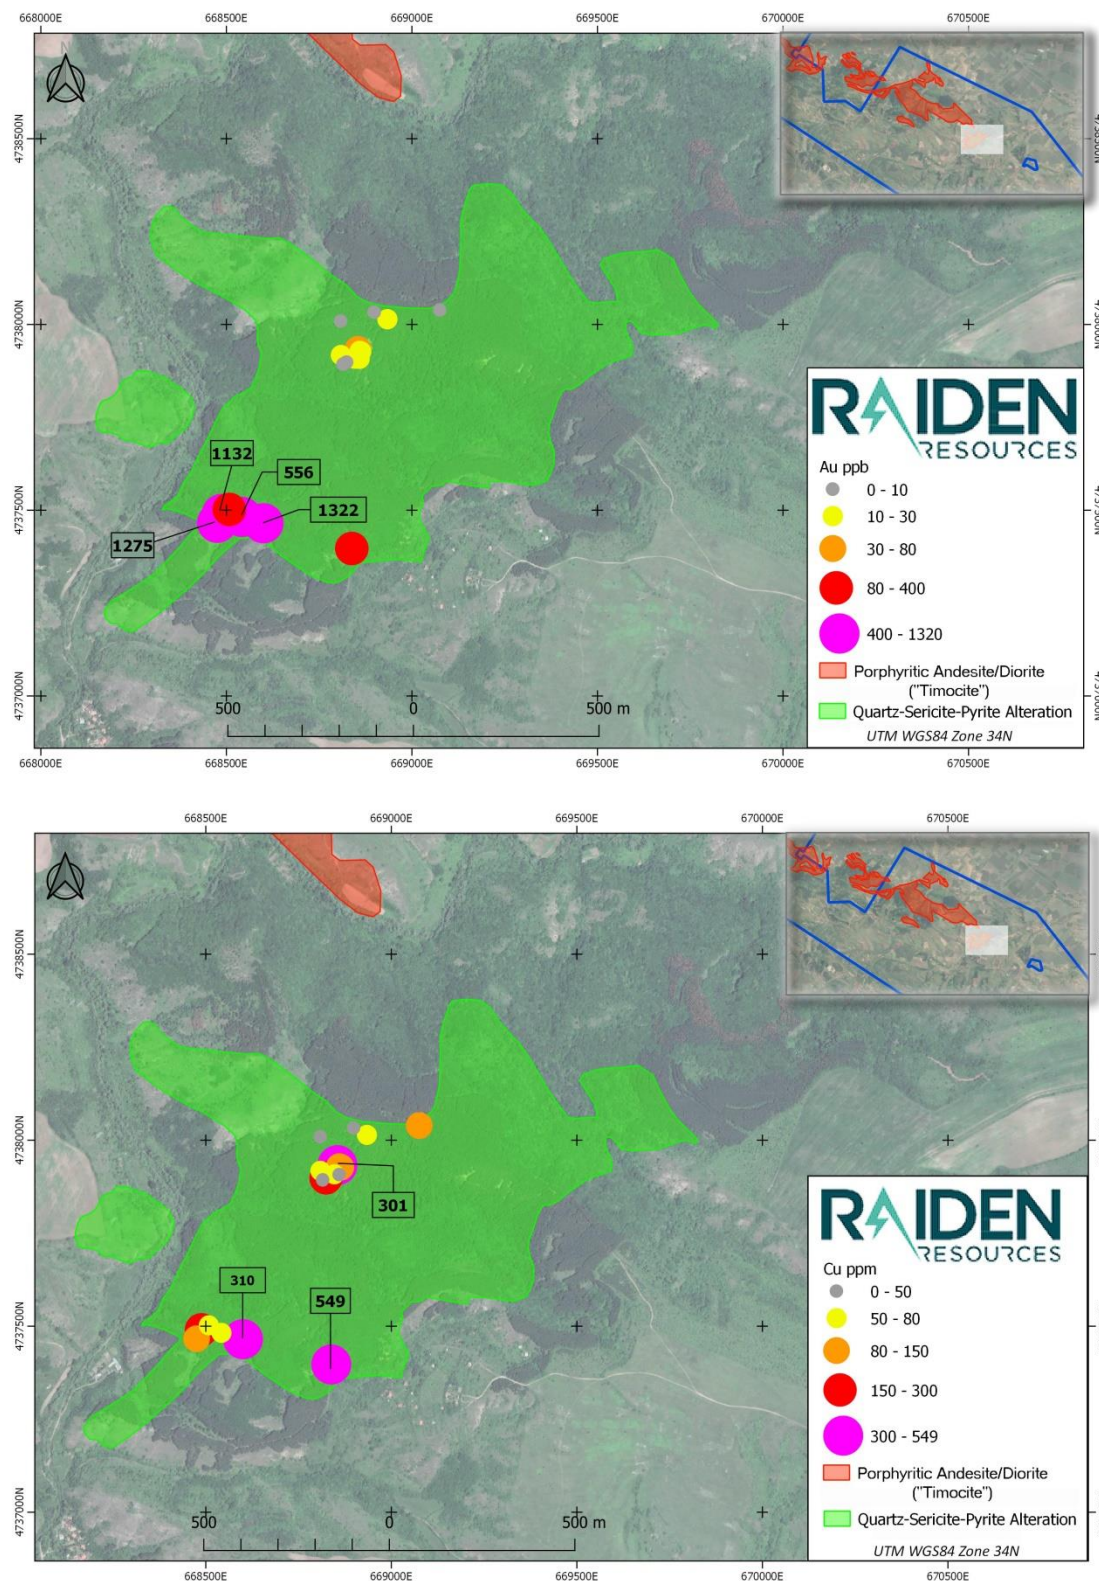 668000E 668500E 669000E 669500E 670000E 670500E
N
4738500N
4738000N
4737500N
4737000N
4738500N
4738000N
4737500N
4737000N
1132
556
1322
1275
RAIDEN
RESOURCES
Au ppb
0 - 10
10 - 30
30 - 80
80 - 400
400 - 1320
Porphyritic Andesite/Diorite
("Timocite")
Quartz-Sericite-Pyrite Alteration
UTM WGS84 Zone 34N
500 0 500 m
668000E 668500E 669000E 669500E 670000E 670500E
668500E 669000E 669500E 670000E 670500E
4738500N
4738000N
4737500N
4737000N
301
310
549
RAIDEN
RESOURCES
Cu ppm
0 - 50
50 - 80
80 - 150
150 - 300
300 - 549
Porphyritic Andesite/Diorite
("Timocite")
Quartz-Sericite-Pyrite Alteration
UTM WGS84 Zone 34N
500 0 500 m
668500E 669000E 669500E 670000E 670500E